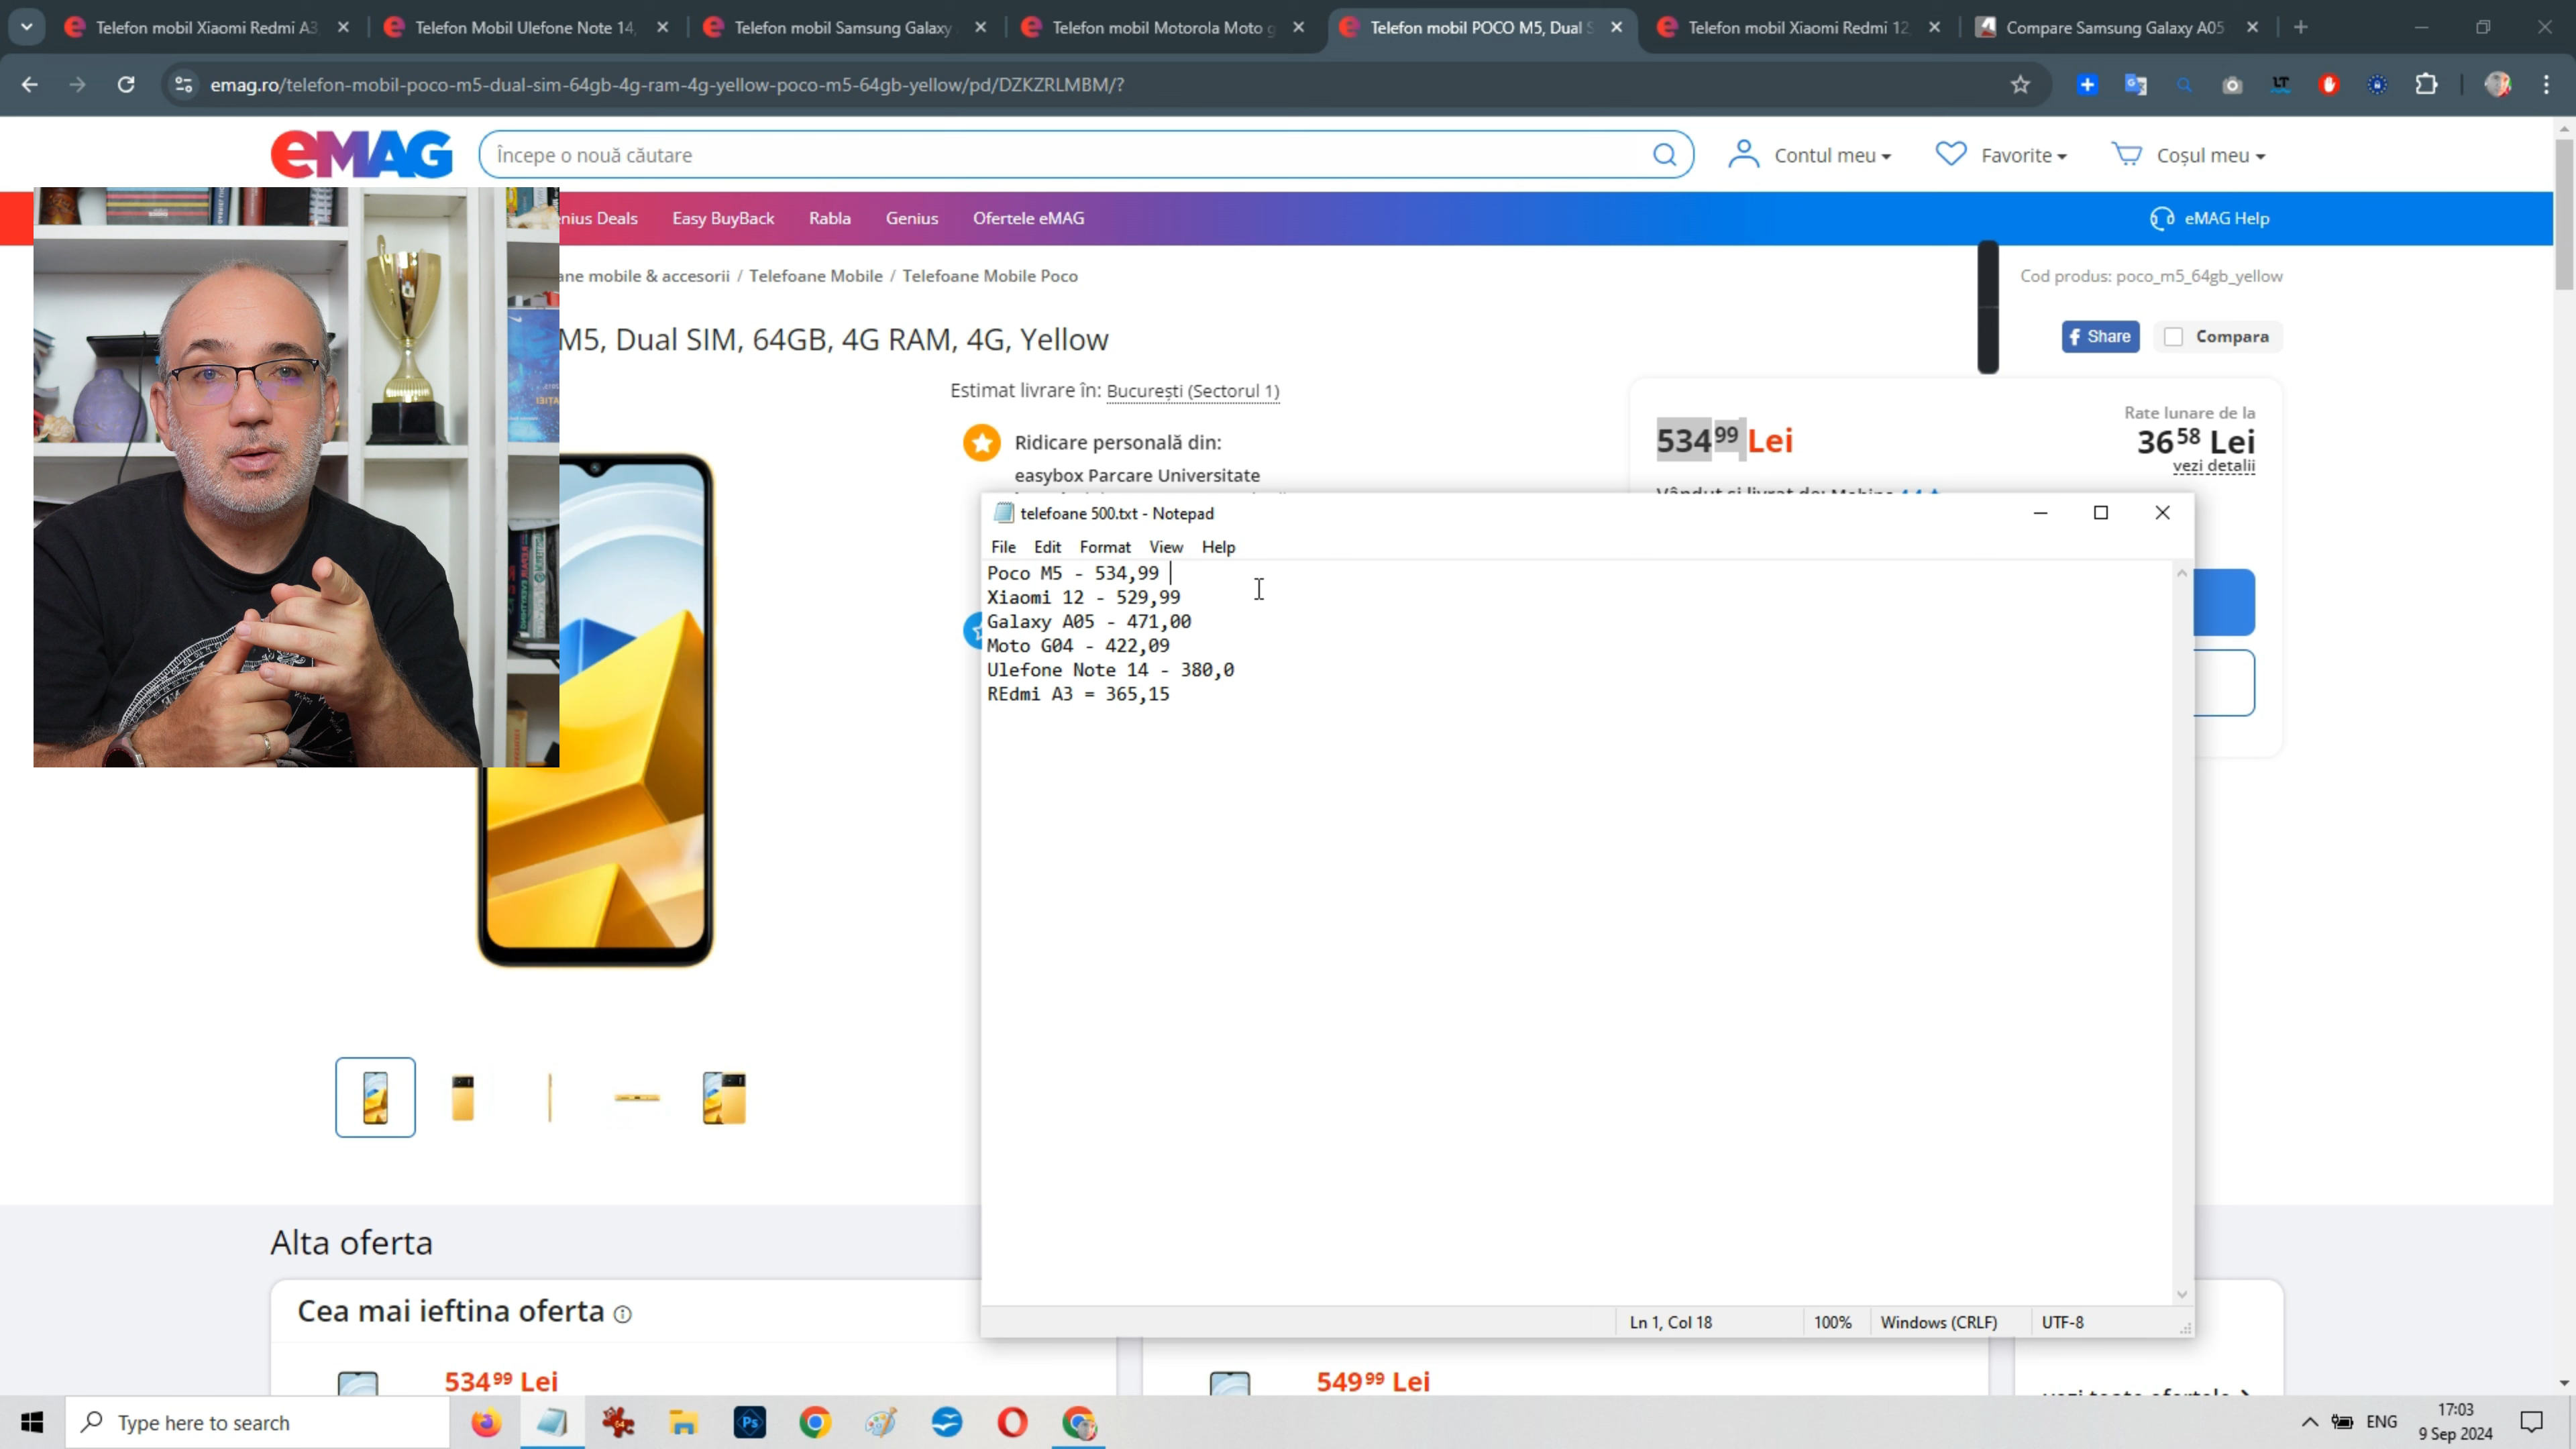 Telefon mobil Xiaomi Redmi A3
Telefon Mobil Ulefone Note 14,
Telefon mobil Samsung Galaxy
Telefon mobil Motorola Moto g
Telefon mobil POCO M5, Dual S
Telefon mobil Xiaomi Redmi 12,
Compare Samsung Galaxy A05
emag.ro/telefon-mobil-poco-m5-dual-sim-64gb-4g-ram-4g-yellow-poco-m5-64gb-yellow/pd/DZKZRLMBM/?
eMAG
Începe o nouă căutare
Contul meu
Favorite
Coșul meu
nius Deals
Easy BuyBack
Rabla
Genius
Ofertele eMAG
eMAG Help
ane mobile & accesorii / Telefoane Mobile / Telefoane Mobile Poco
Cod produs: poco_m5_64gb_yellow
M5, Dual SIM, 64GB, 4G RAM, 4G, Yellow
Share
Compara
Estimat livrare în: București (Sectorul 1)
Ridicare personală din:
easybox Parcare Universitate
534⁹⁹ Lei
Rate lunare de la
36⁵⁸ Lei
vezi detalii
telefoane 500.txt - Notepad
File Edit Format View Help
Poco M5 - 534,99
Xiaomi 12 - 529,99
Galaxy A05 - 471,00
Moto G04 - 422,09
Ulefone Note 14 - 380,0
REdmi A3 = 365,15
Ln 1, Col 18
100%
Windows (CRLF)
UTF-8
Alta oferta
Cea mai ieftina oferta
534⁹⁹ Lei
549⁹⁹ Lei
Type here to search
Ps
ENG
17:03
9 Sep 2024